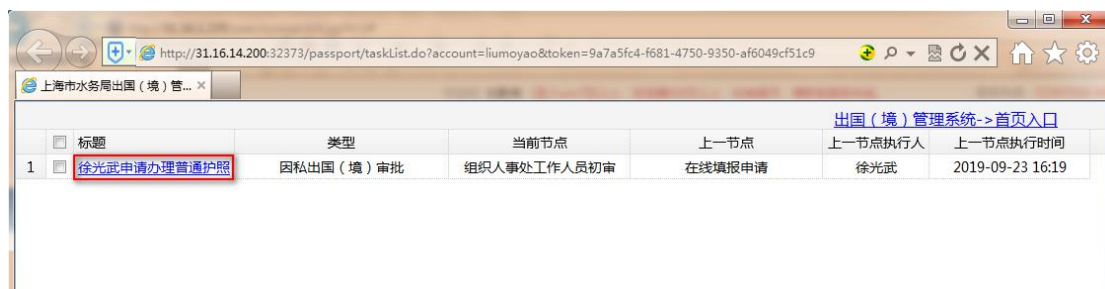 http://31.16.14.200:32373/passport/taskList.do?account=liumoyao&token=9a7a5fc4-f681-4750-9350-af6049cf51c9
上海市水务局出国（境）管...
出国（境）管理系统->首页入口
标题 类型 当前节点 上一节点 上一节点执行人 上一节点执行时间
1 徐光武申请办理普通护照 因私出国（境）审批 组织人事处工作人员初审 在线填报申请 徐光武 2019-09-23 16:19